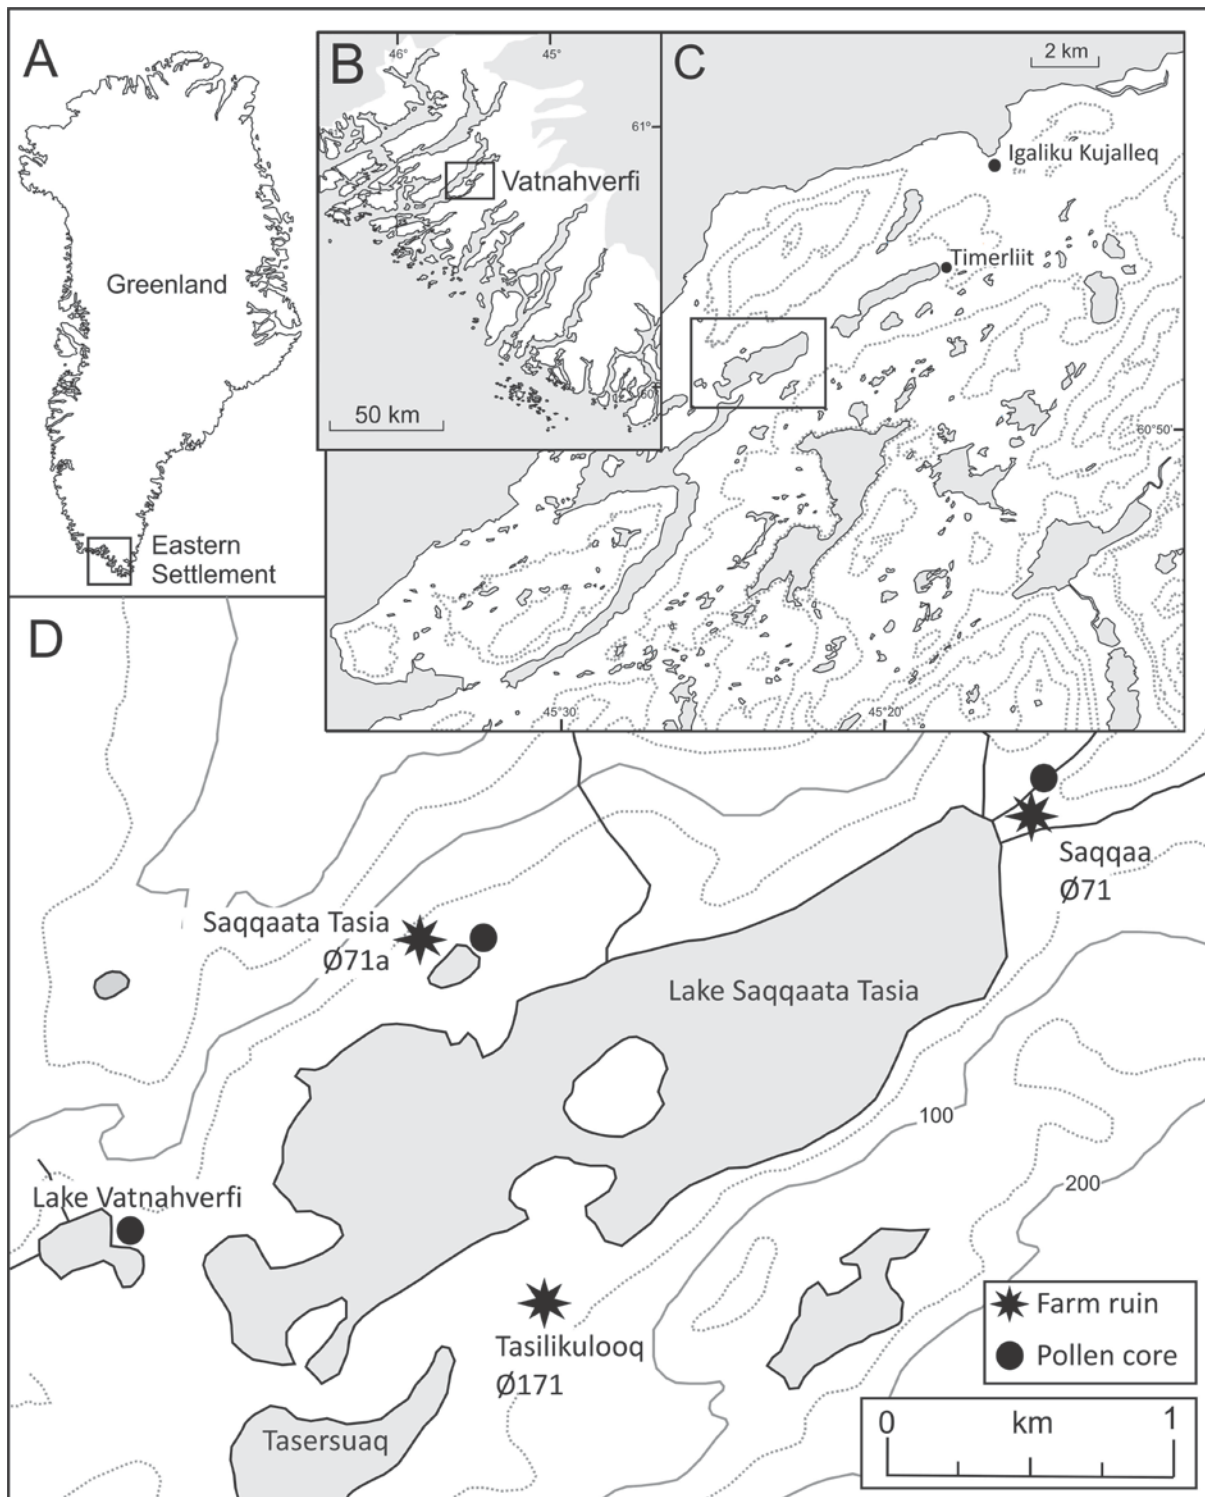 A
Greenland
Eastern
Settlement
B
46°
45°
61°
Vatnahverfi
50 km
C
2 km
Igaliku Kujalleq
Timerliit
60°50'
45°30
45°20
D
Saqqaa
Ø71
Saqqaata Tasia
Ø71a
Lake Saqqaata Tasia
100
200
Lake Vatnahverfi
Tasilikulooq
Ø171
Tasersuaq
Farm ruin
Pollen core
0 km 1